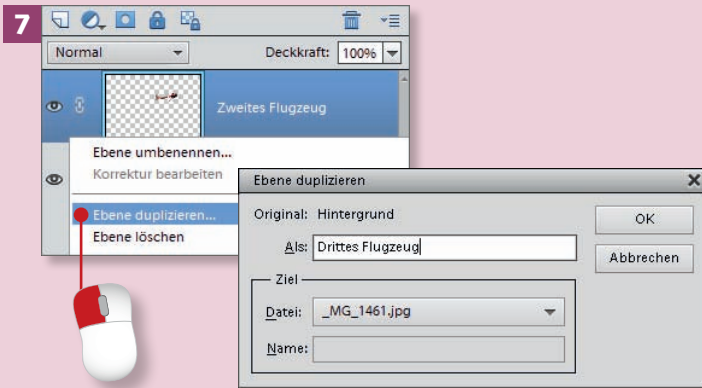 7
Normal
Deckkraft: 100%
Zweites Flugzeug
Ebene umbenennen...
Korrektur bearbeiten
Ebene duplizieren...
Ebene löschen
Ebene duplizieren
Original: Hintergrund
Als: Drittes Flugzeug
OK
Abbrechen
Ziel
Datei: _MG_1461.jpg
Name: